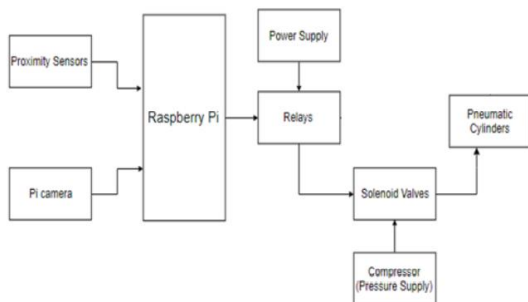 Power Supply
Proximity Sensors
Raspberry Pi
Relays
Pneumatic
Cylinders
Pi camera
Solenoid Valves
Compressor
(Pressure Supply)